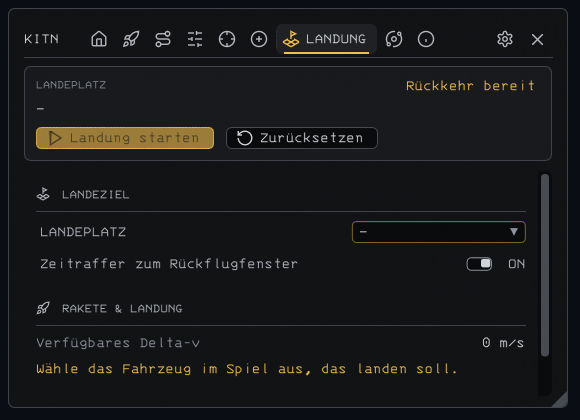 KITN LANDUNG
LANDEPLATZ
Rückkehr bereit
–
Landung starten Zurücksetzen
LANDEZIEL
LANDEPLATZ –
Zeitraffer zum Rückflugfenster ON
RAKETE & LANDUNG
Verfügbares Delta-v 0 m/s
Wähle das Fahrzeug im Spiel aus, das landen soll.